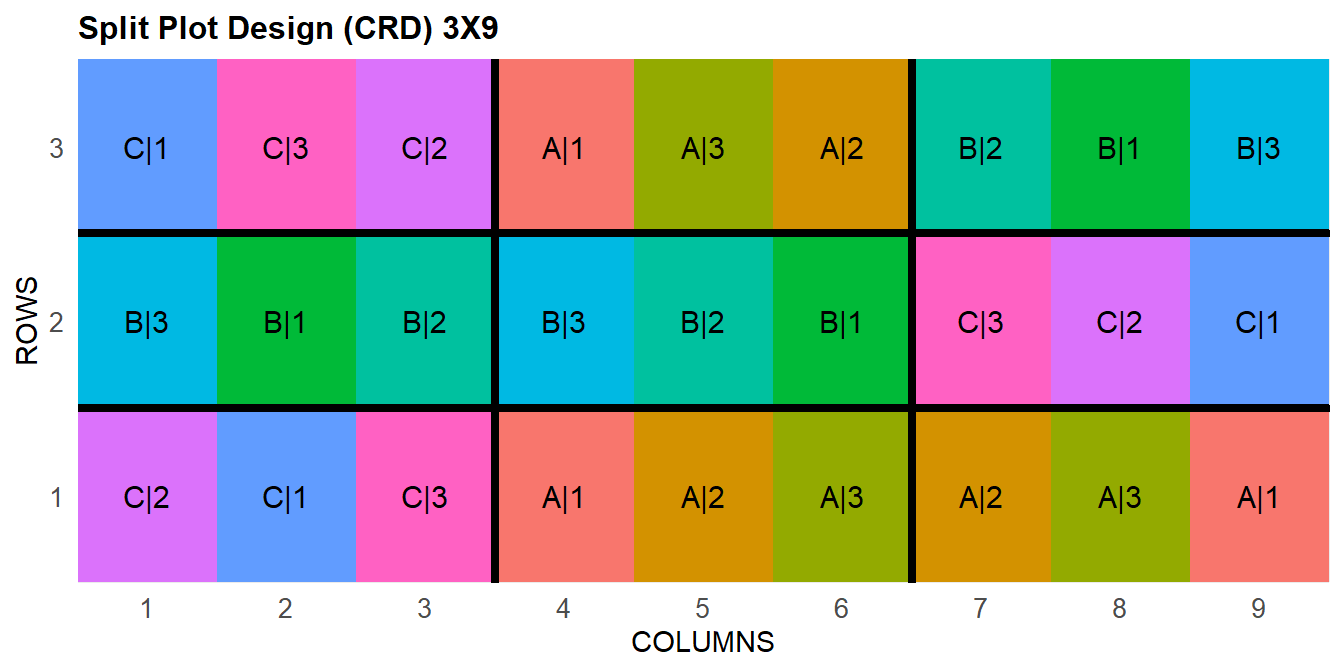 Split Plot Design (CRD) 3X9
3 C|1 C|3 C|2 A|1 A|3 A|2 B|2 B|1 B|3
ROWS
2 B|3 B|1 B|2 B|3 B|2 B|1 C|3 C|2 C|1
1 C|2 C|1 C|3 A|1 A|2 A|3 A|2 A|3 A|1
1 2 3 4 5 6 7 8 9
COLUMNS